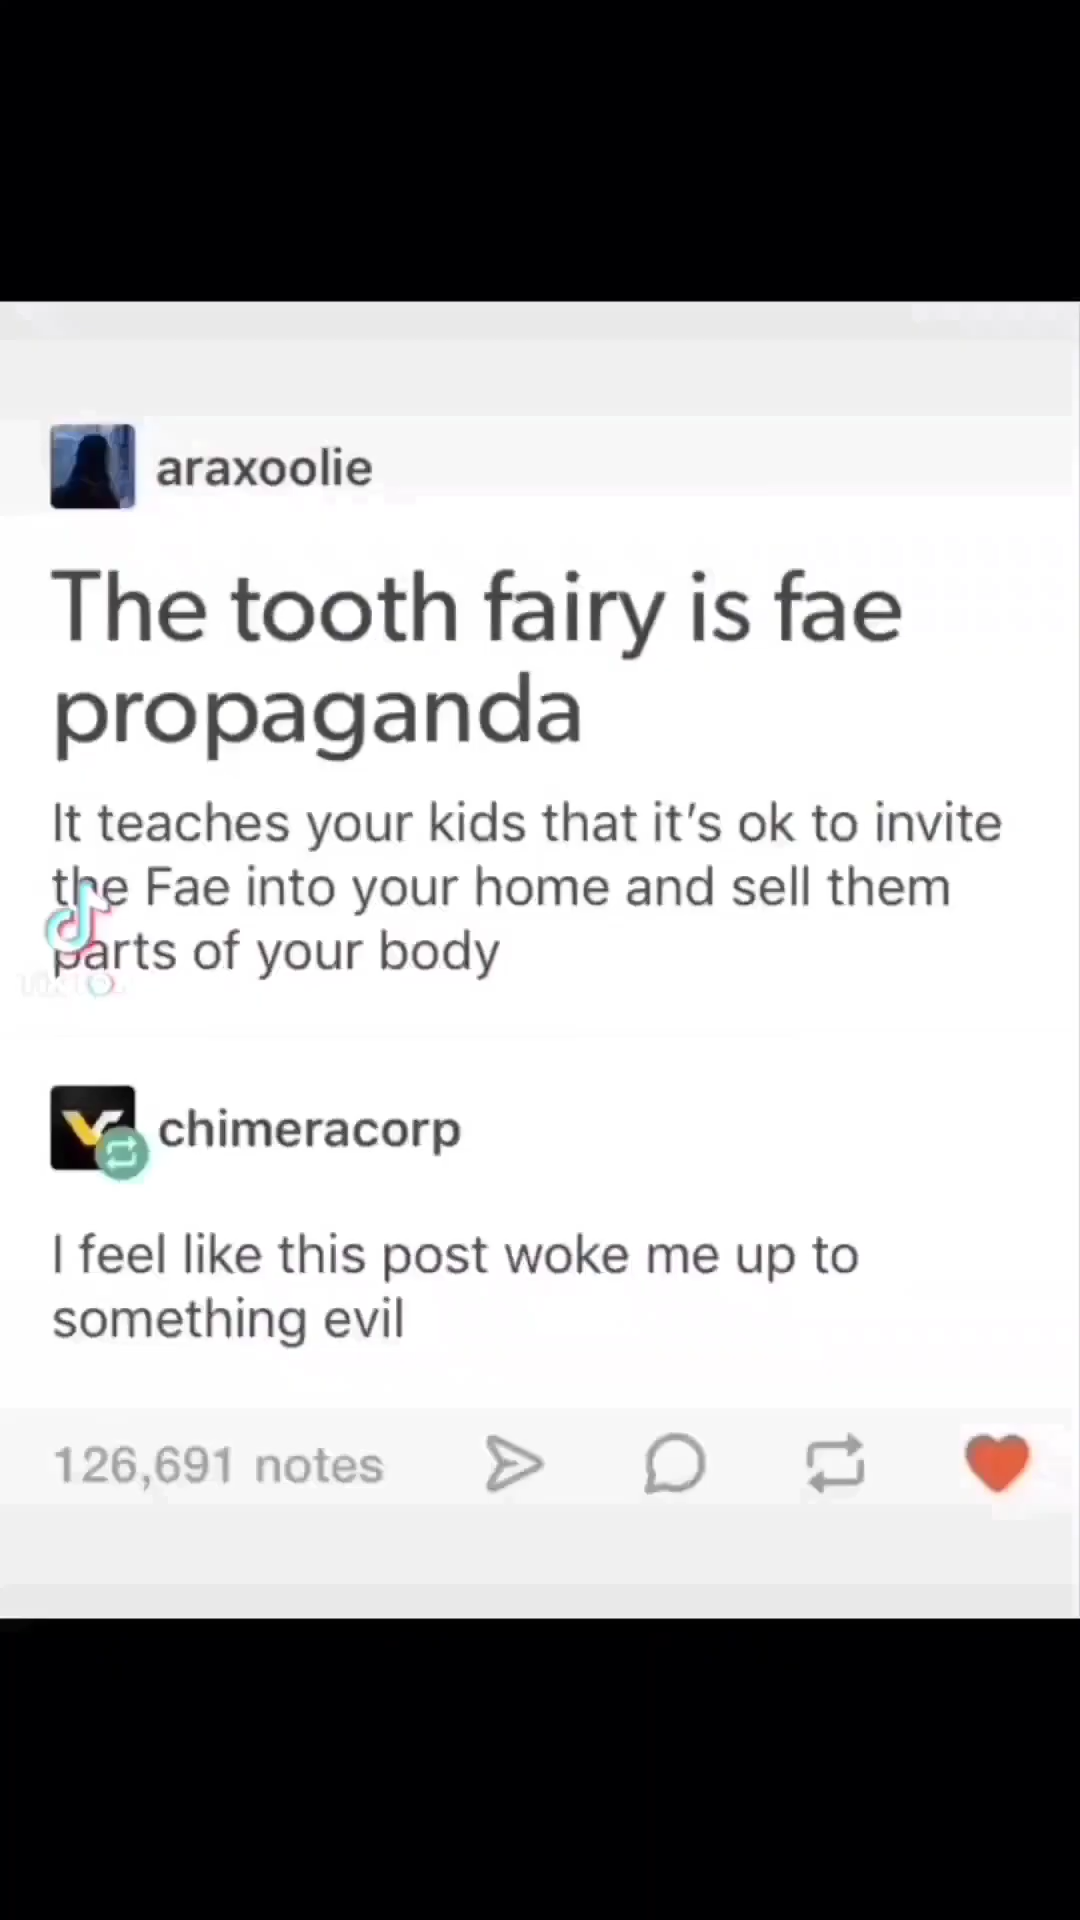 araxoolie
The tooth fairy is fae
propaganda
It teaches your kids that it's ok to invite
the Fae into your home and sell them
parts of your body
TikTok
chimeracorp
I feel like this post woke me up to
something evil
126,691 notes